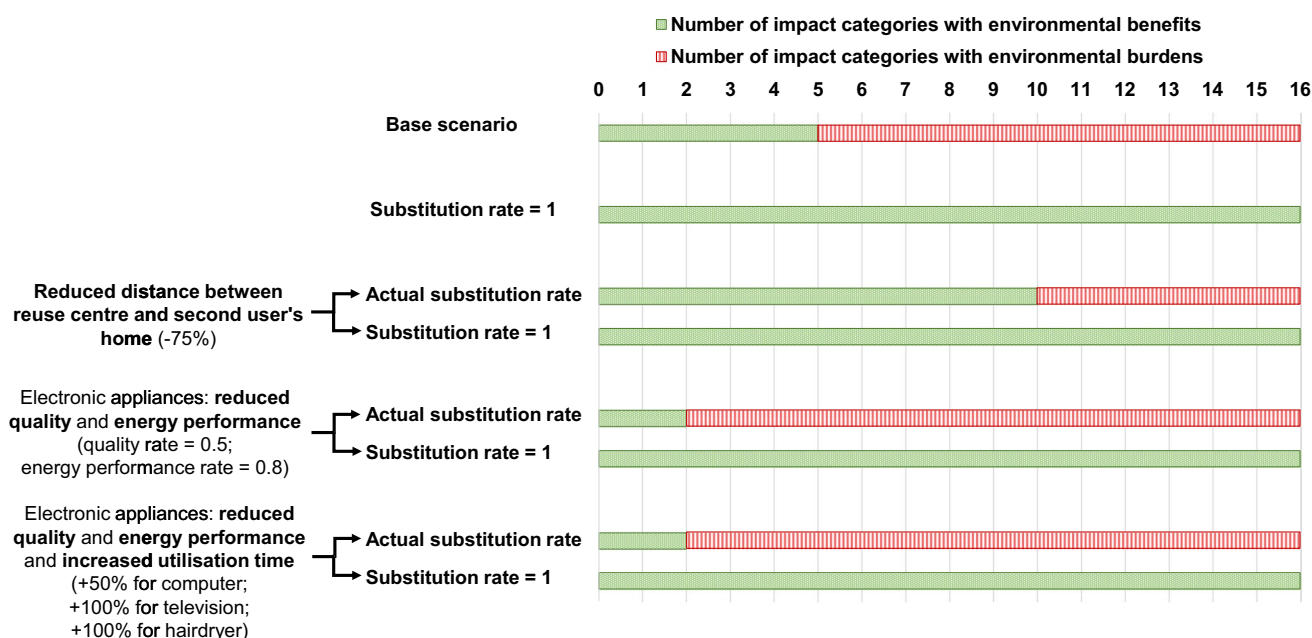 Number of impact categories with environmental benefits
Number of impact categories with environmental burdens
0 1 2 3 4 5 6 7 8 9 10 11 12 13 14 15 16
Base scenario
Substitution rate = 1
Reduced distance between
reuse centre and second user's
home (-75%)
Actual substitution rate
Substitution rate = 1
Electronic appliances: reduced
quality and energy performance
(quality rate = 0.5;
energy performance rate = 0.8)
Actual substitution rate
Substitution rate = 1
Electronic appliances: reduced
quality and energy performance
and increased utilisation time
(+50% for computer;
+100% for television;
+100% for hairdryer)
Actual substitution rate
Substitution rate = 1